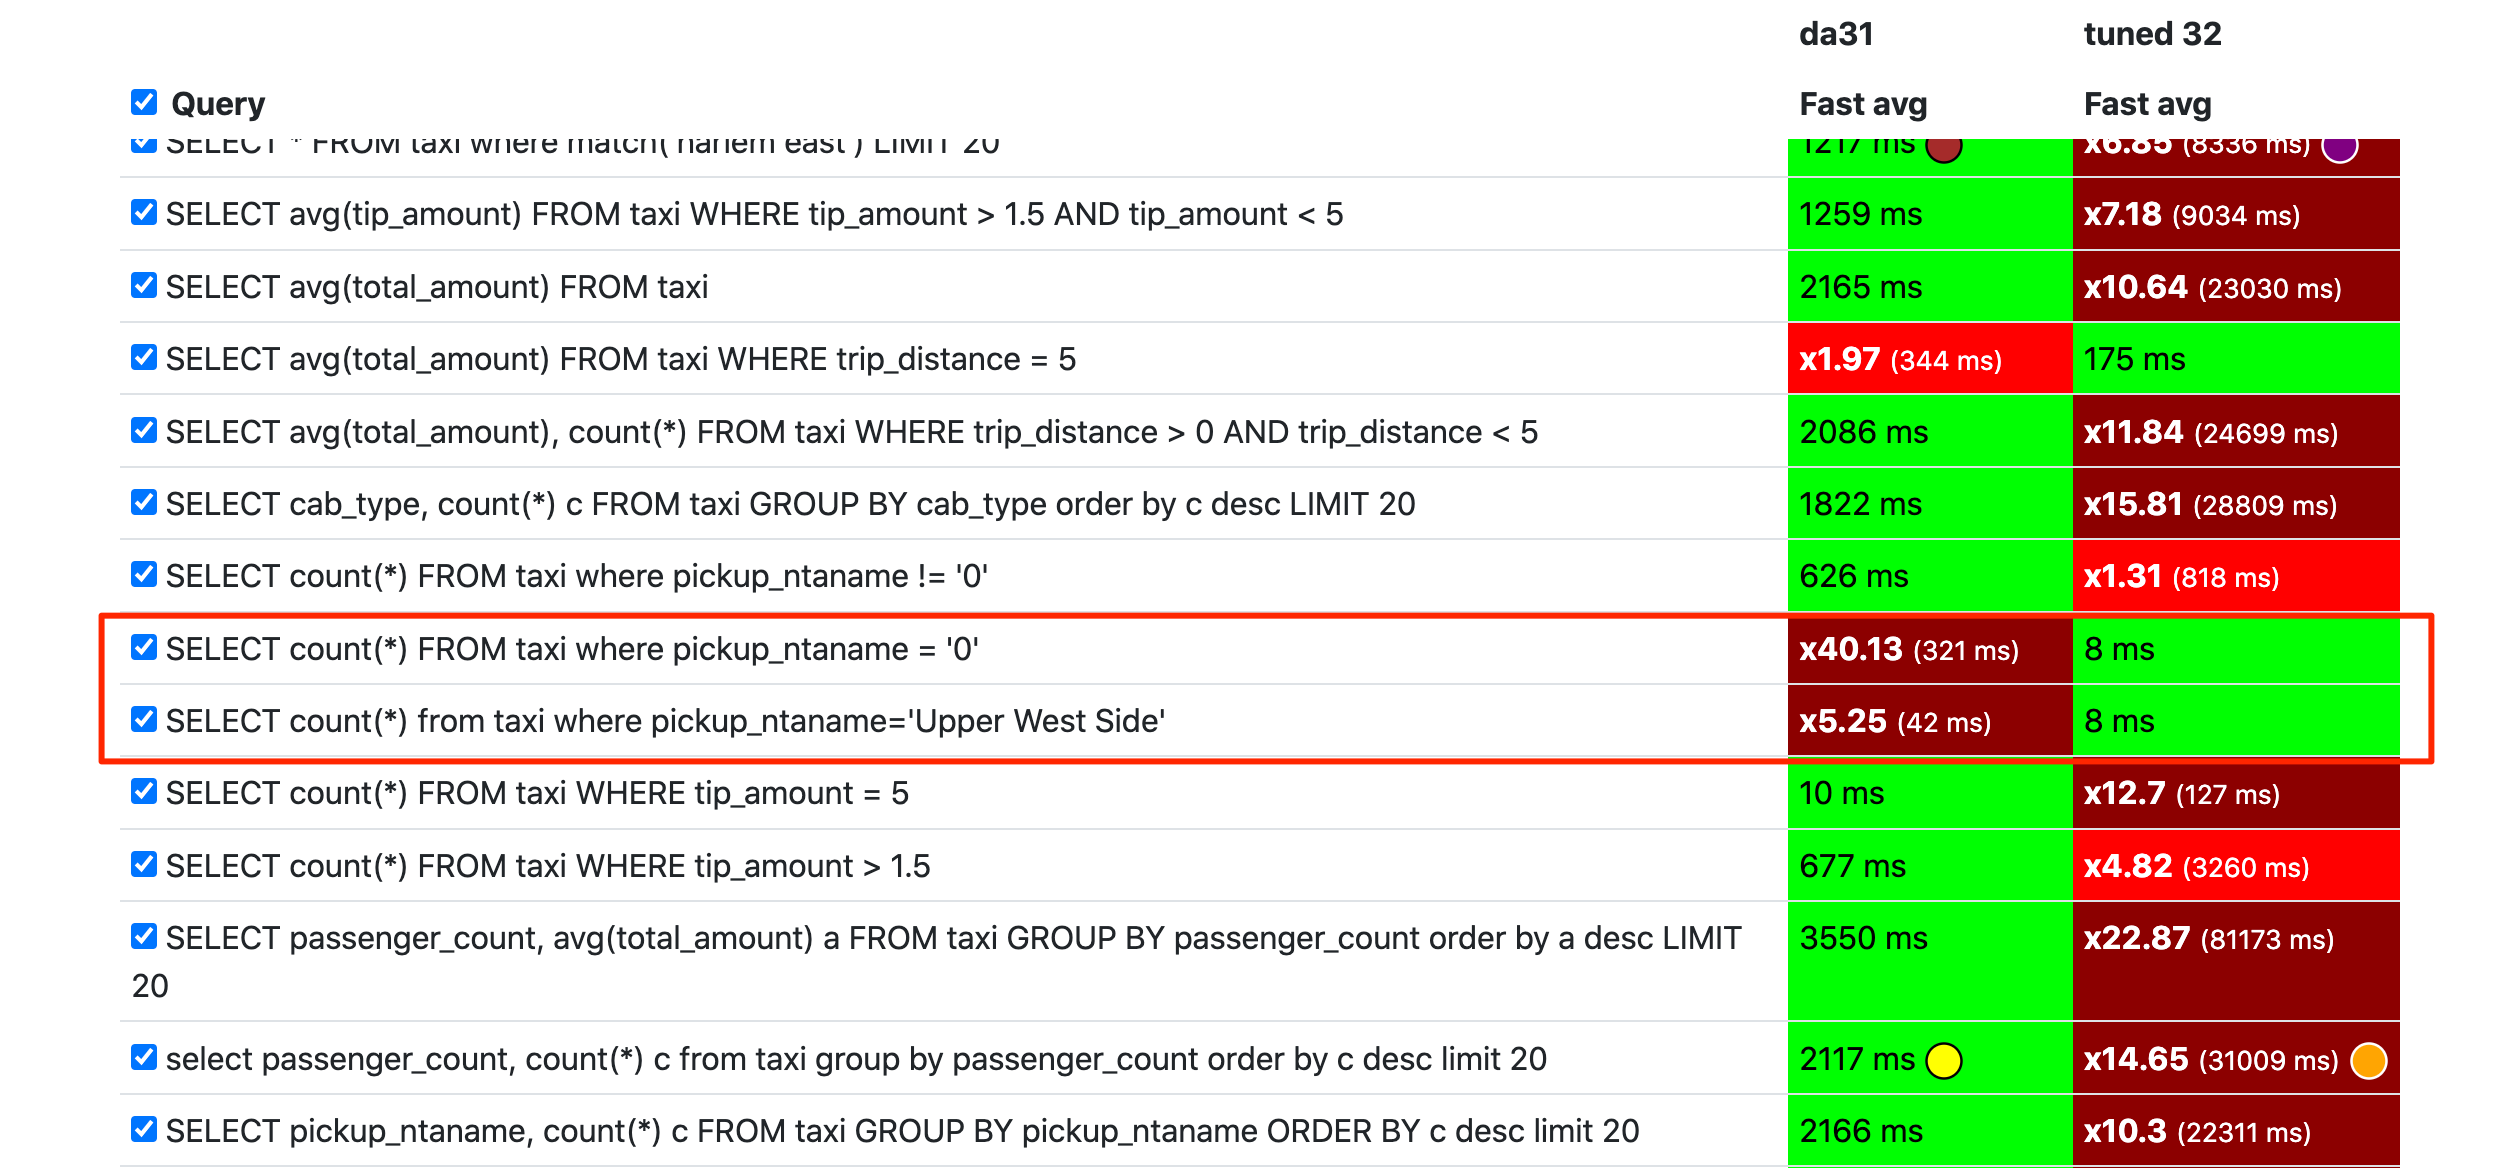 da31 tuned 32
Query Fast avg Fast avg
SELECT * FROM taxi where match('harlem east') LIMIT 20 1217 ms x6.85 (8336 ms)
SELECT avg(tip_amount) FROM taxi WHERE tip_amount > 1.5 AND tip_amount < 5 1259 ms x7.18 (9034 ms)
SELECT avg(total_amount) FROM taxi 2165 ms x10.64 (23030 ms)
SELECT avg(total_amount) FROM taxi WHERE trip_distance = 5 x1.97 (344 ms) 175 ms
SELECT avg(total_amount), count(*) FROM taxi WHERE trip_distance > 0 AND trip_distance < 5 2086 ms x11.84 (24699 ms)
SELECT cab_type, count(*) c FROM taxi GROUP BY cab_type order by c desc LIMIT 20 1822 ms x15.81 (28809 ms)
SELECT count(*) FROM taxi where pickup_ntaname != '0' 626 ms x1.31 (818 ms)
SELECT count(*) FROM taxi where pickup_ntaname = '0' x40.13 (321 ms) 8 ms
SELECT count(*) from taxi where pickup_ntaname='Upper West Side' x5.25 (42 ms) 8 ms
SELECT count(*) FROM taxi WHERE tip_amount = 5 10 ms x12.7 (127 ms)
SELECT count(*) FROM taxi WHERE tip_amount > 1.5 677 ms x4.82 (3260 ms)
SELECT passenger_count, avg(total_amount) a FROM taxi GROUP BY passenger_count order by a desc LIMIT 3550 ms x22.87 (81173 ms)
20
select passenger_count, count(*) c from taxi group by passenger_count order by c desc limit 20 2117 ms x14.65 (31009 ms)
SELECT pickup_ntaname, count(*) c FROM taxi GROUP BY pickup_ntaname ORDER BY c desc limit 20 2166 ms x10.3 (22311 ms)